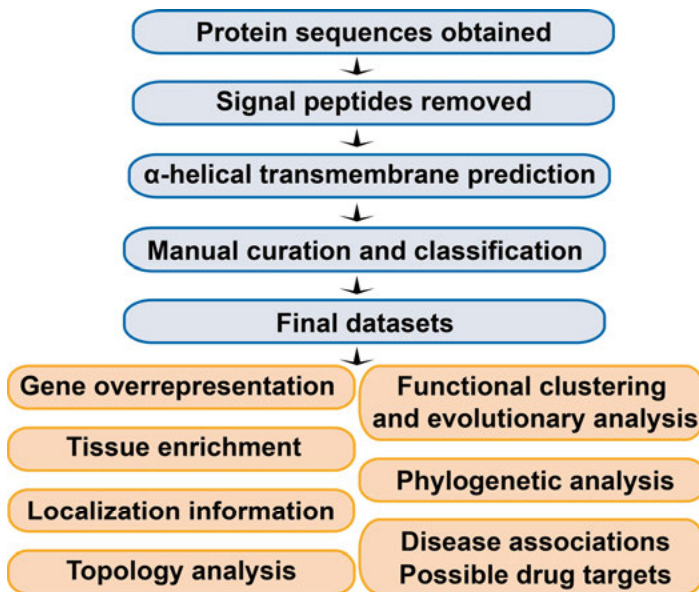 Protein sequences obtained
Signal peptides removed
α-helical transmembrane prediction
Manual curation and classification
Final datasets
Gene overrepresentation
Tissue enrichment
Localization information
Topology analysis
Functional clustering
and evolutionary analysis
Phylogenetic analysis
Disease associations
Possible drug targets